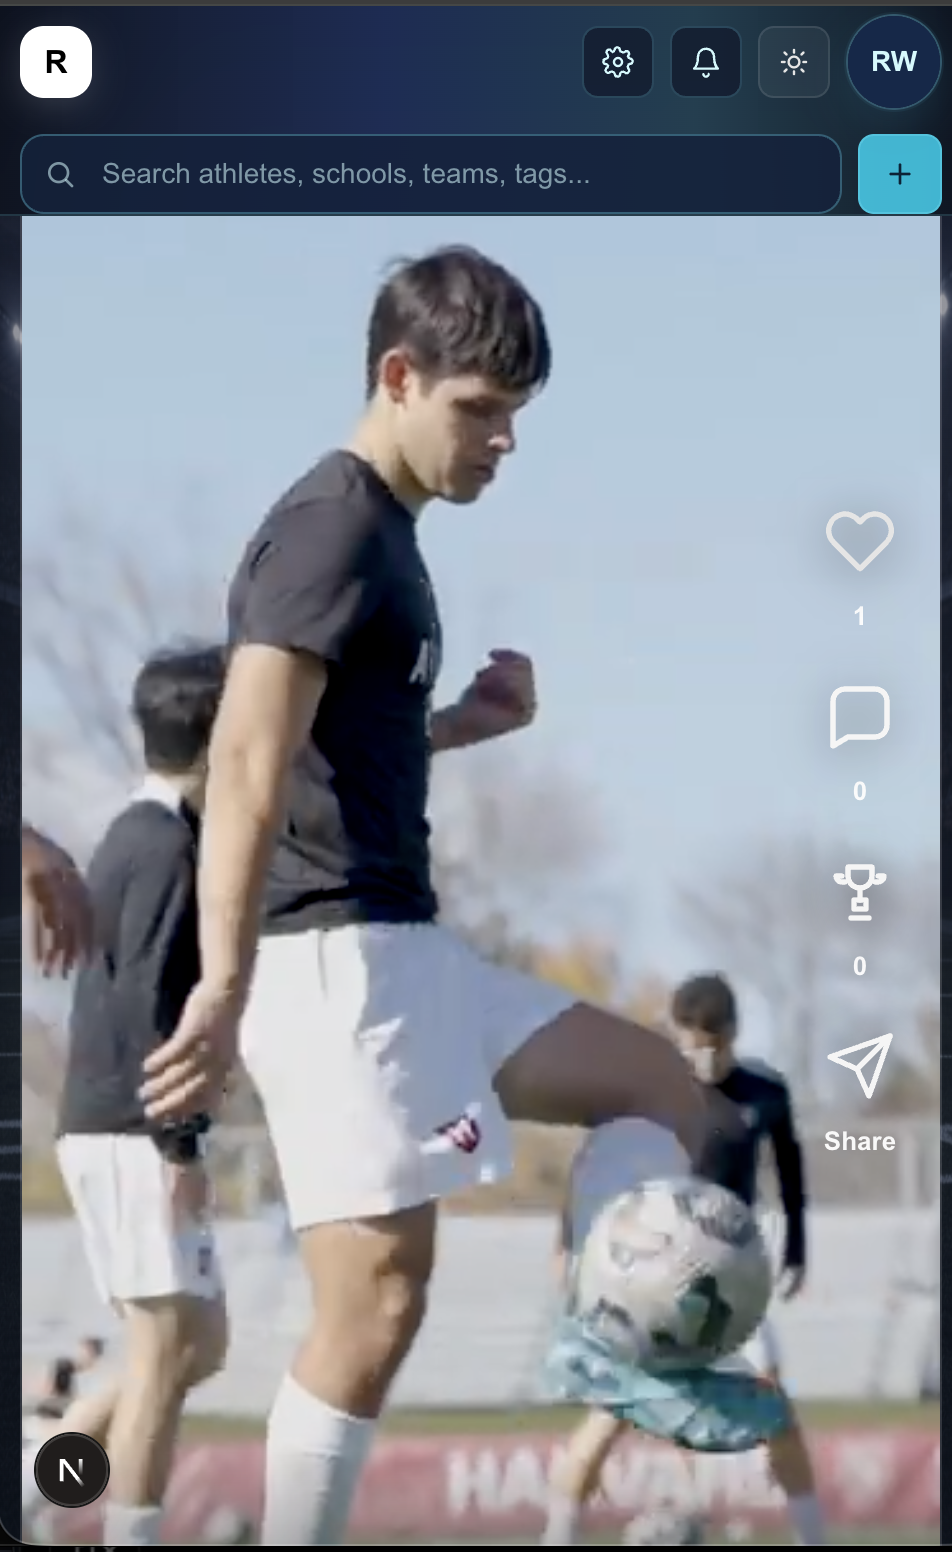 R
RW
Search athletes, schools, teams, tags...
+
1
0
0
Share
N